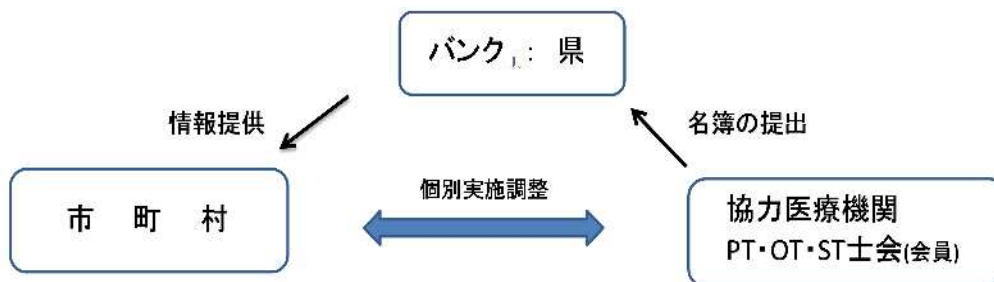 バンク : 県
情報提供
名簿の提出
個別実施調整
市 町 村
協力医療機関
PT・OT・ST士会(会員)